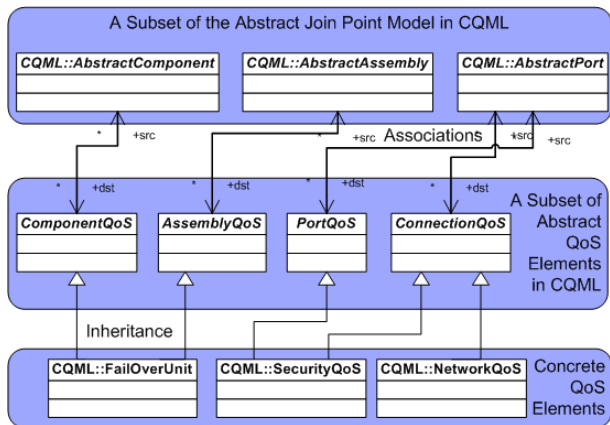 A Subset of the Abstract Join Point Model in CQML
CQML::AbstractComponent
CQML::AbstractAssembly
CQML::AbstractPort
* +src
* +src
Associations
* +src
+src
* +dst
* +dst
* +dst
* +dst
ComponentQoS
AssemblyQoS
PortQoS
ConnectionQoS
A Subset of
Abstract
QoS
Elements
in CQML
Inheritance
CQML::FailOverUnit
CQML::SecurityQoS
CQML::NetworkQoS
Concrete
QoS
Elements